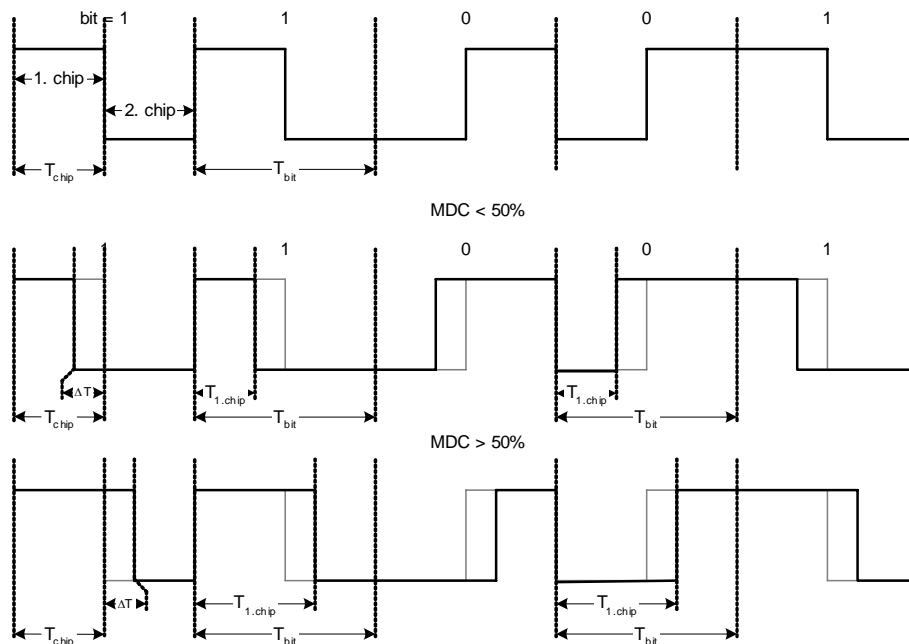 bit = 1 1 0 0 1
1. chip
2. chip
Tchip Tbit
MDC < 50%
1 1 0 0 1
ΔT T1.chip T1.chip
Tchip Tbit Tbit
MDC > 50%
ΔT T1.chip T1.chip
Tchip Tbit Tbit